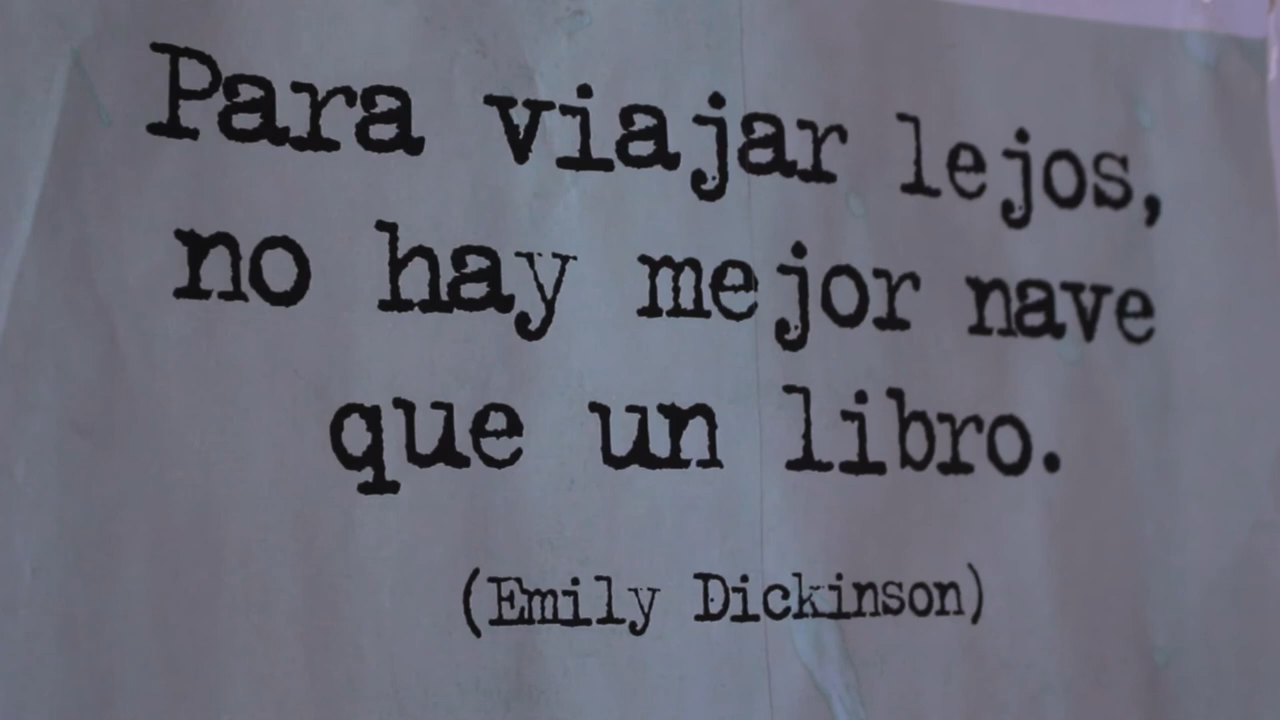 Para viajar lejos,
no hay mejor nave
que un libro.
(Emily Dickinson)